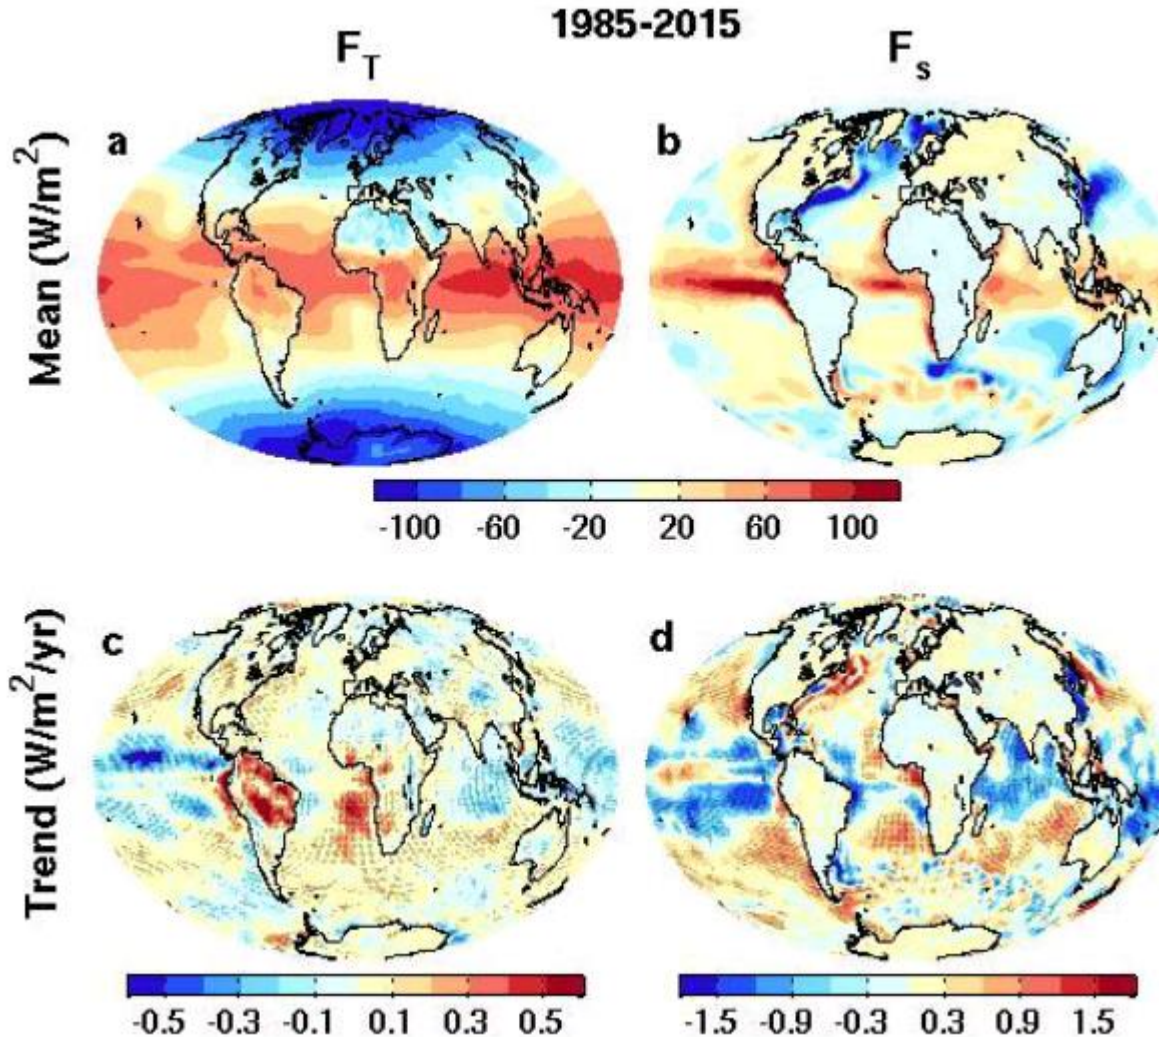 1985-2015
F_T F_s
Mean (W/m²)
a b
-100 -60 -20 20 60 100
Trend (W/m²/yr)
c d
-0.5 -0.3 -0.1 0.1 0.3 0.5 -1.5 -0.9 -0.3 0.3 0.9 1.5